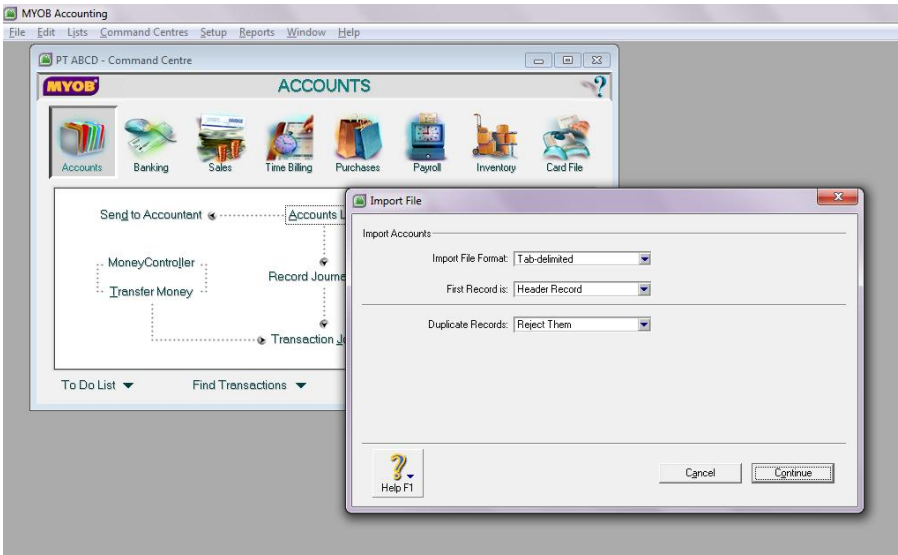 MYOB Accounting
File Edit Lists Command Centres Setup Reports Window Help
PT ABCD - Command Centre
MYOB ACCOUNTS
Accounts Banking Sales Time Billing Purchases Payroll Inventory Card File
Send to Accountant Accounts L
MoneyController
Record Journe
Transfer Money
Transaction Jo
To Do List Find Transactions
Import File
Import Accounts
Import File Format: Tab-delimited
First Record is: Header Record
Duplicate Records: Reject Them
Help F1
Cancel Continue